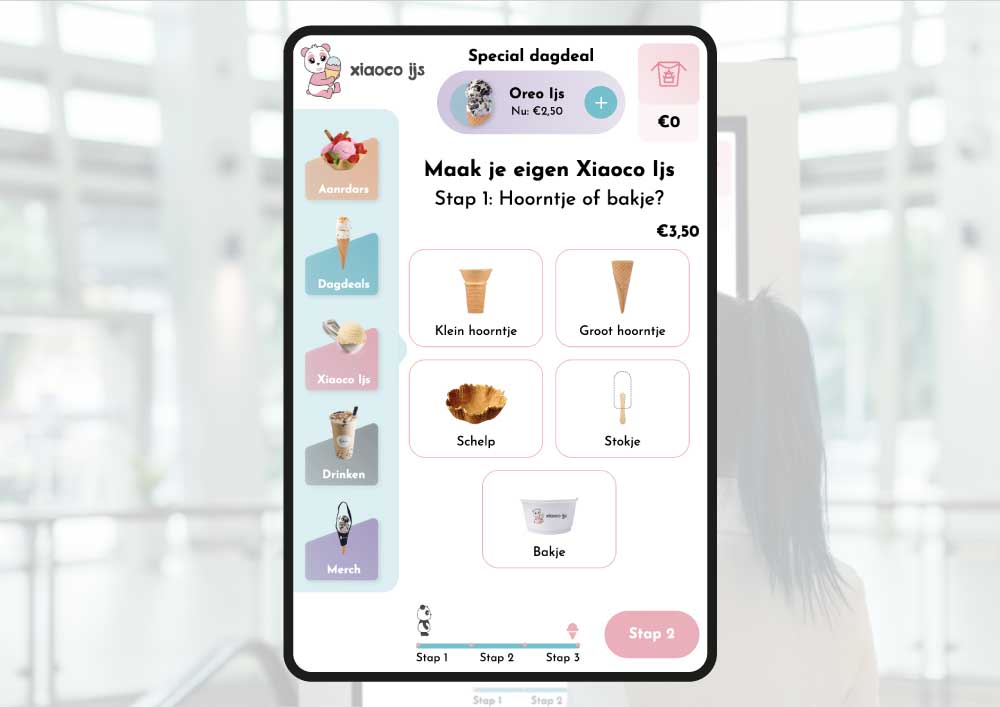 xiaoco ijs
Special dagdeal
Oreo Ijs
Nu: €2,50
+
€0
Aanrdars
Dagdeals
Xiaoco Ijs
Drinken
Merch
Maak je eigen Xiaoco Ijs
Stap 1: Hoorntje of bakje?
€3,50
Klein hoorntje
Groot hoorntje
Schelp
Stokje
xiaoco ijs
Bakje
Stap 1
Stap 2
Stap 3
Stap 2
Stap 1
Stap 2